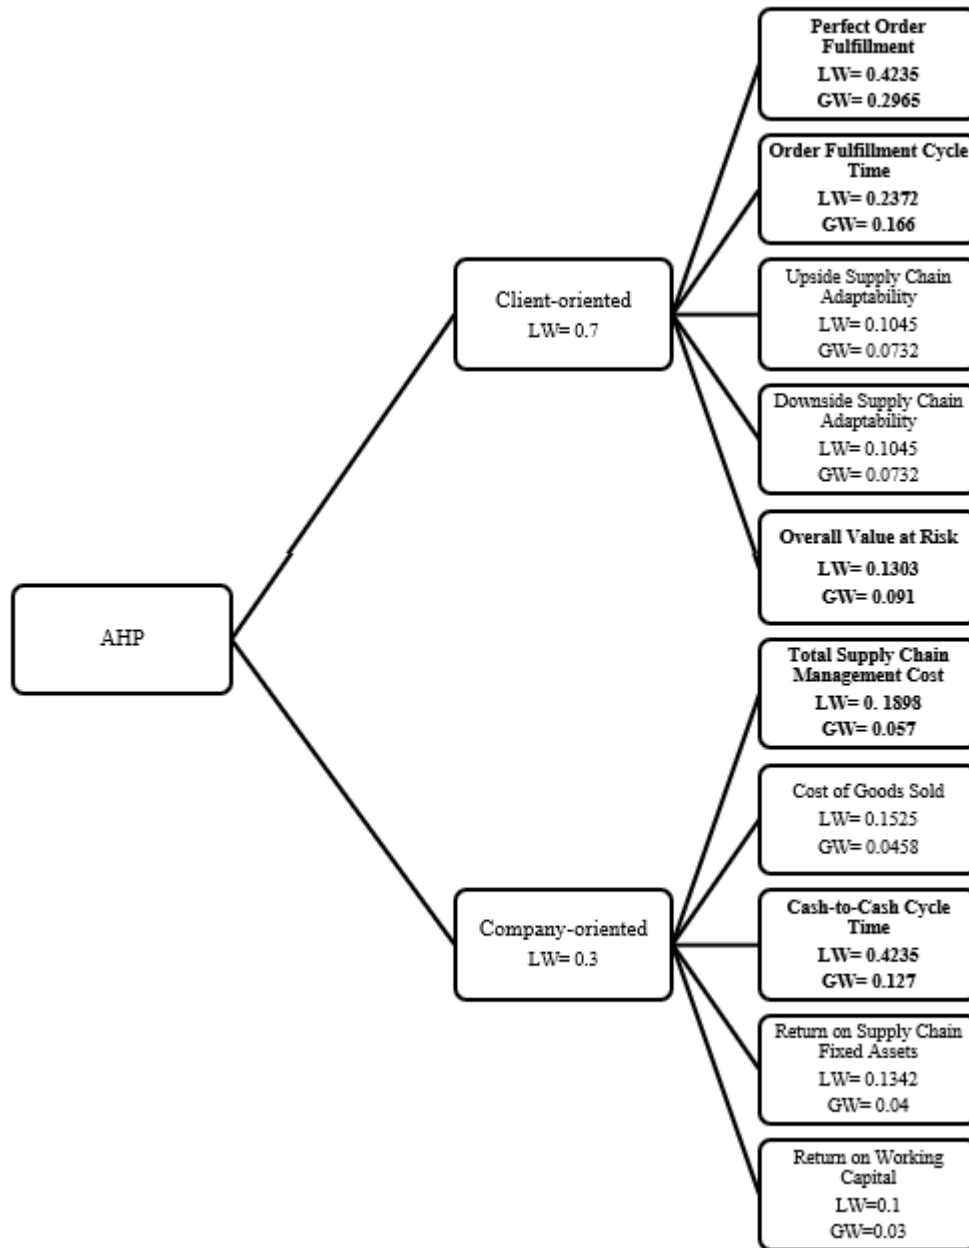 Perfect Order
Fulfillment
LW= 0.4235
GW= 0.2965
Order Fulfillment Cycle
Time
LW= 0.2372
GW= 0.166
Upside Supply Chain
Adaptability
LW= 0.1045
GW= 0.0732
Client-oriented
LW= 0.7
Downside Supply Chain
Adaptability
LW= 0.1045
GW= 0.0732
Overall Value at Risk
LW= 0.1303
GW= 0.091
AHP
Total Supply Chain
Management Cost
LW= 0. 1898
GW= 0.057
Cost of Goods Sold
LW= 0.1525
GW= 0.0458
Company-oriented
LW= 0.3
Cash-to-Cash Cycle
Time
LW= 0.4235
GW= 0.127
Return on Supply Chain
Fixed Assets
LW= 0.1342
GW= 0.04
Return on Working
Capital
LW=0.1
GW=0.03